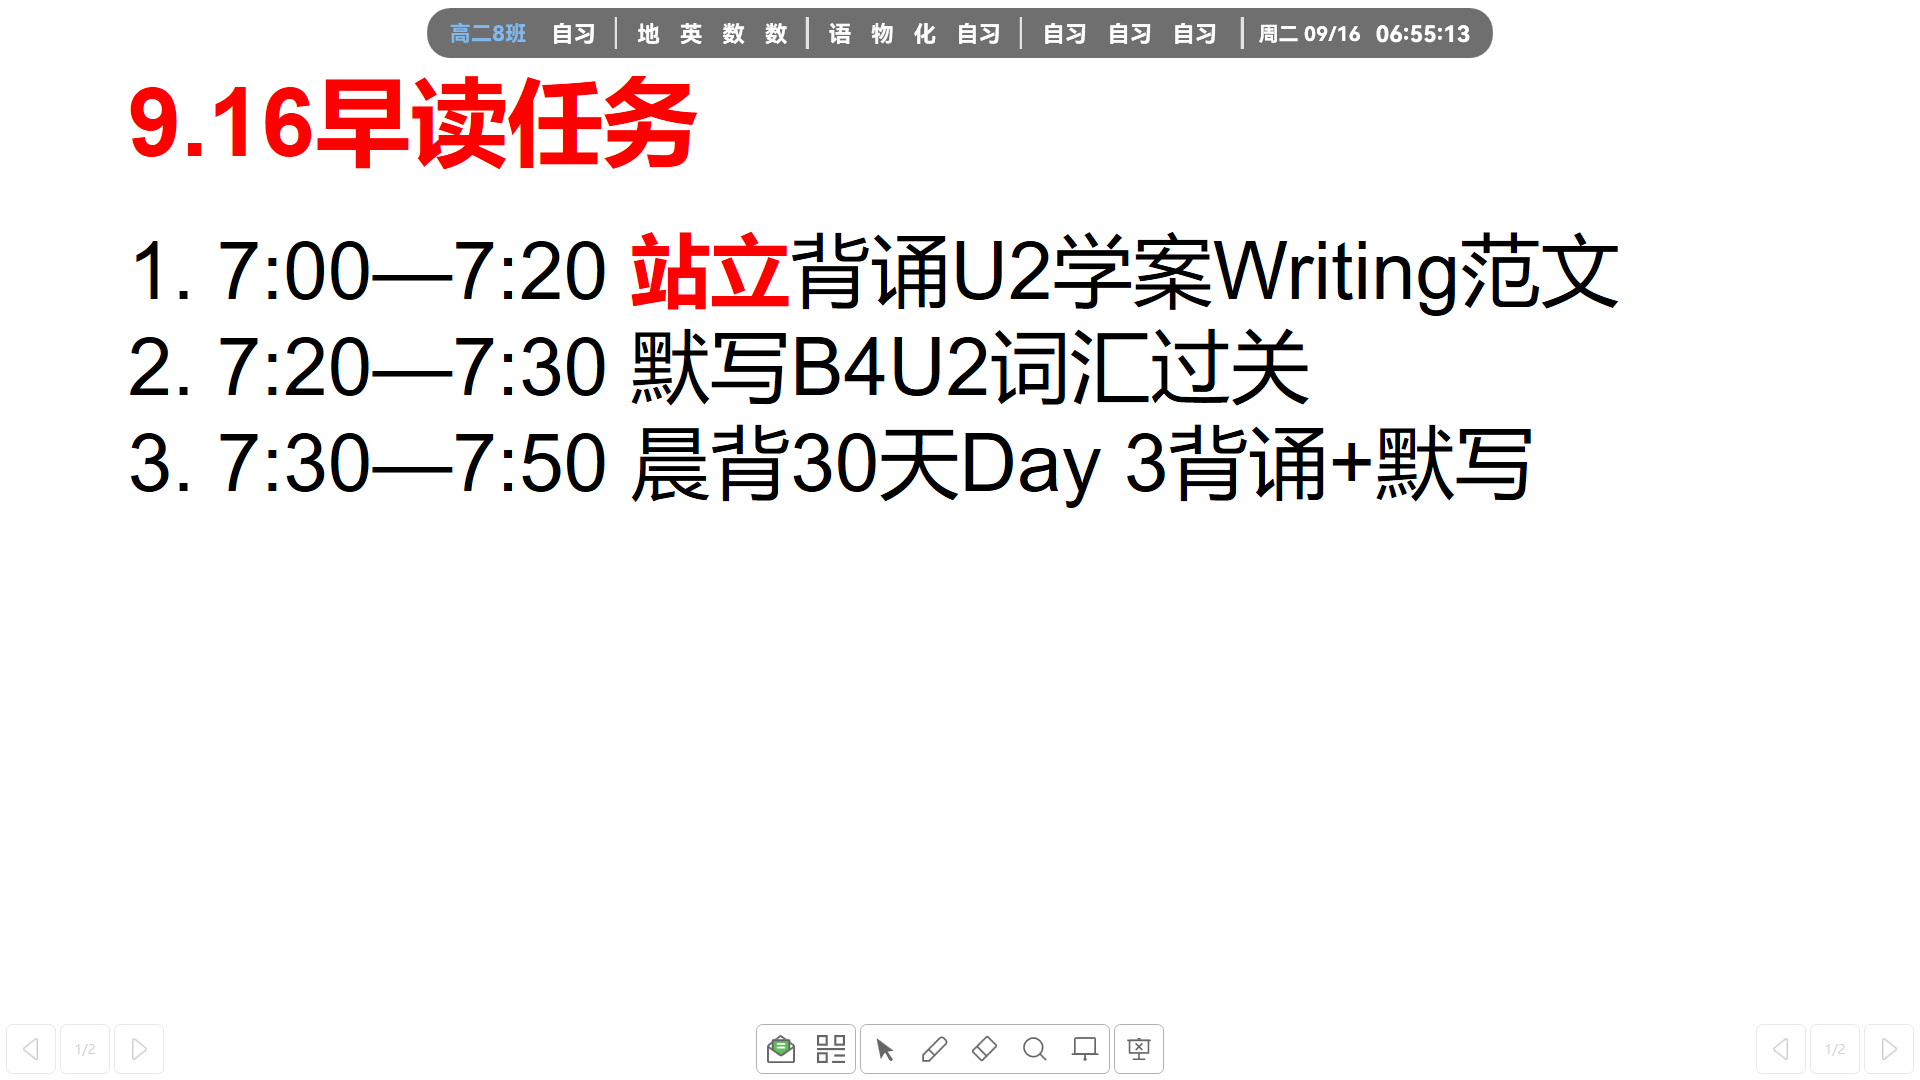 高二8班 自习 | 地 英 数 数 | 语 物 化 自习 | 自习 自习 自习 | 周二 09/16 06:55:13
9.16早读任务
1. 7:00—7:20 站立背诵U2学案Writing范文
2. 7:20—7:30 默写B4U2词汇过关
3. 7:30—7:50 晨背30天Day 3背诵+默写
1/2 1/2